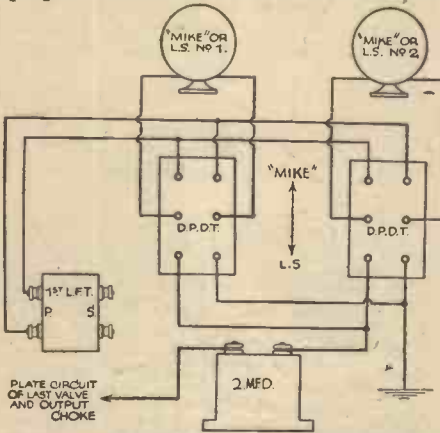 "MIKE" OR
L.S. Nº 1.
"MIKE" OR
L.S. Nº 2
"MIKE"
D.P.D.T.
D.P.D.T.
L.S
1ST L.F.T.
P. S
2 MFD.
PLATE CIRCUIT
OF LAST VALVE
AND OUTPUT
CHOKE